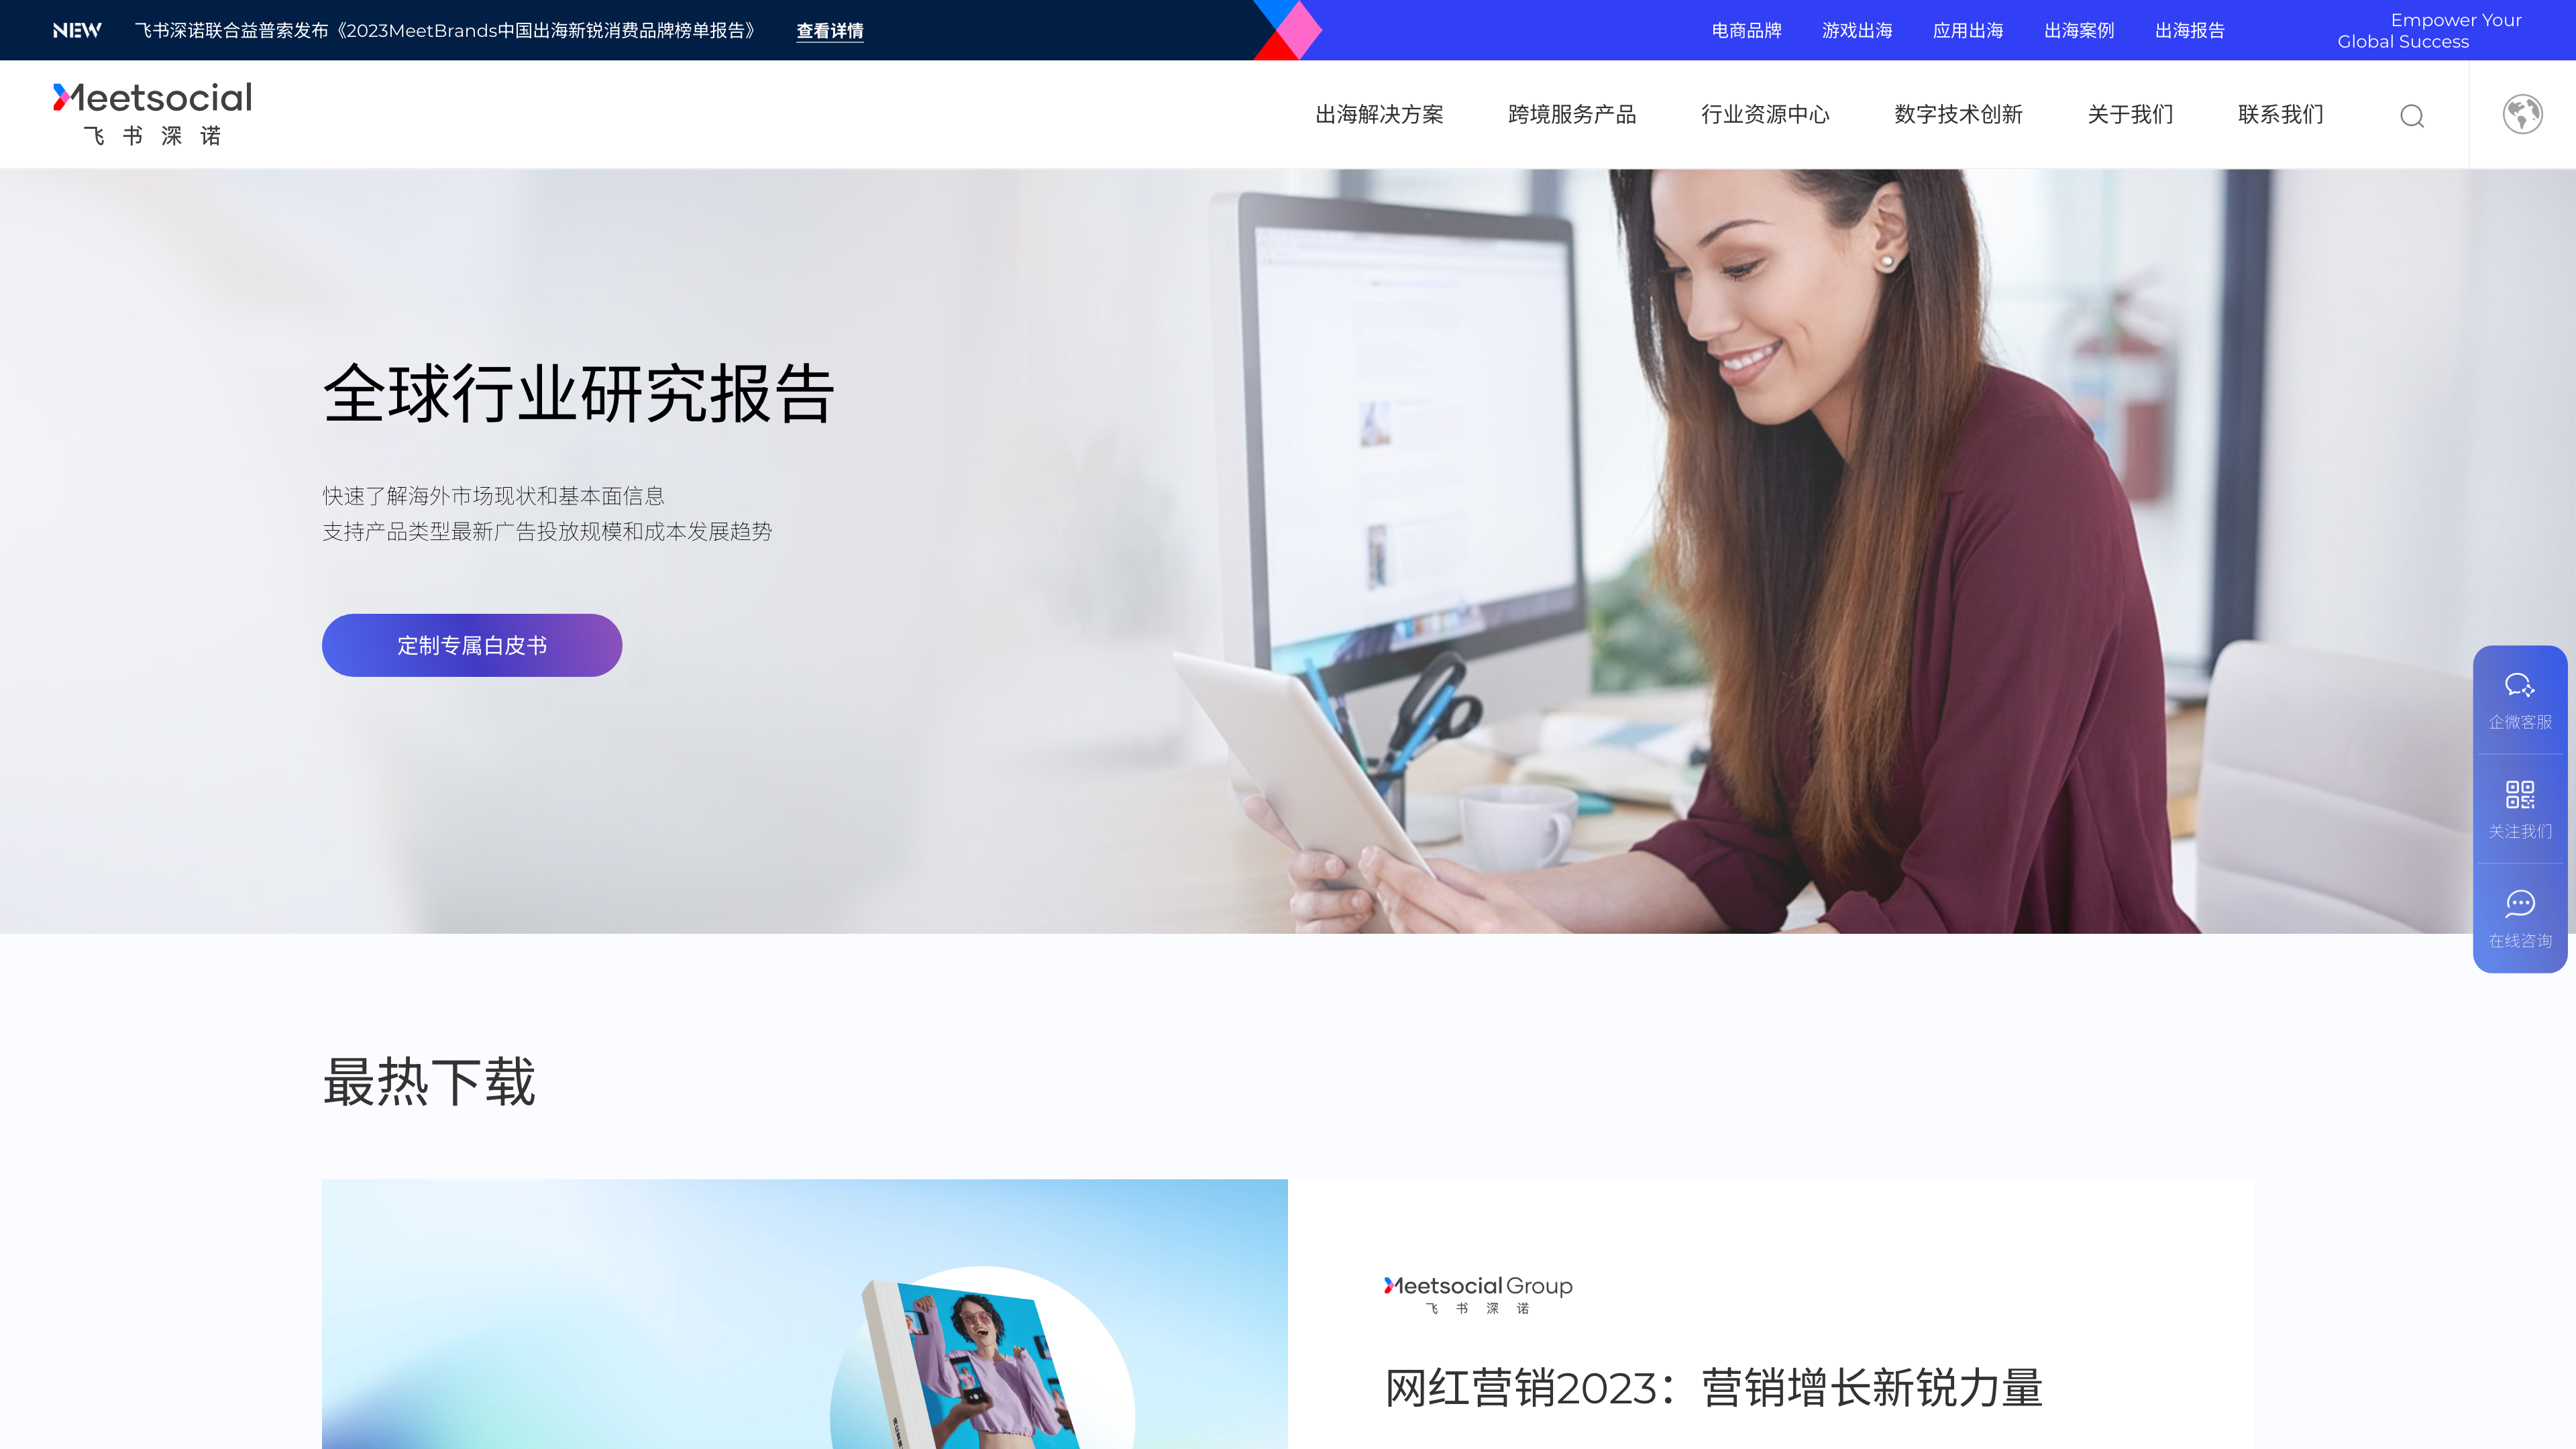 NEW 飞书深诺联合益普索发布《2023MeetBrands中国出海新锐消费品牌榜单报告》 查看详情
电商品牌 游戏出海 应用出海 出海案例 出海报告
Empower Your
Global Success
Meetsocial
飞书深诺
出海解决方案 跨境服务产品 行业资源中心 数字技术创新 关于我们 联系我们
全球行业研究报告
快速了解海外市场现状和基本面信息
支持产品类型最新广告投放规模和成本发展趋势
定制专属白皮书
企微客服
关注我们
在线咨询
最热下载
Meetsocial Group
飞书深诺
网红营销2023：营销增长新锐力量